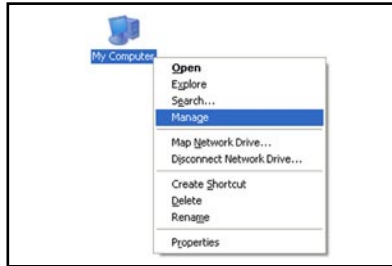 My Computer
Open
Explore
Search...
Manage
Map Network Drive...
Disconnect Network Drive...
Create Shortcut
Delete
Rename
Properties